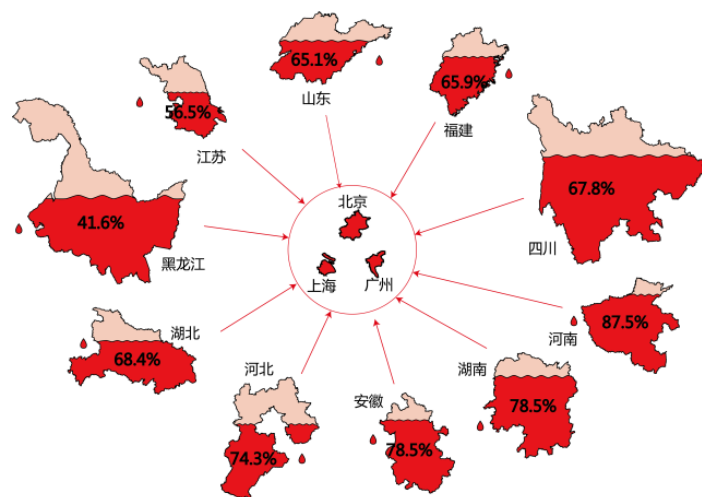 65.1%
山东
65.9%
福建
56.5%
江苏
67.8%
四川
41.6%
黑龙江
北京
上海
广州
87.5%
河南
湖北
68.4%
河北
74.3%
安徽
78.5%
湖南
78.5%